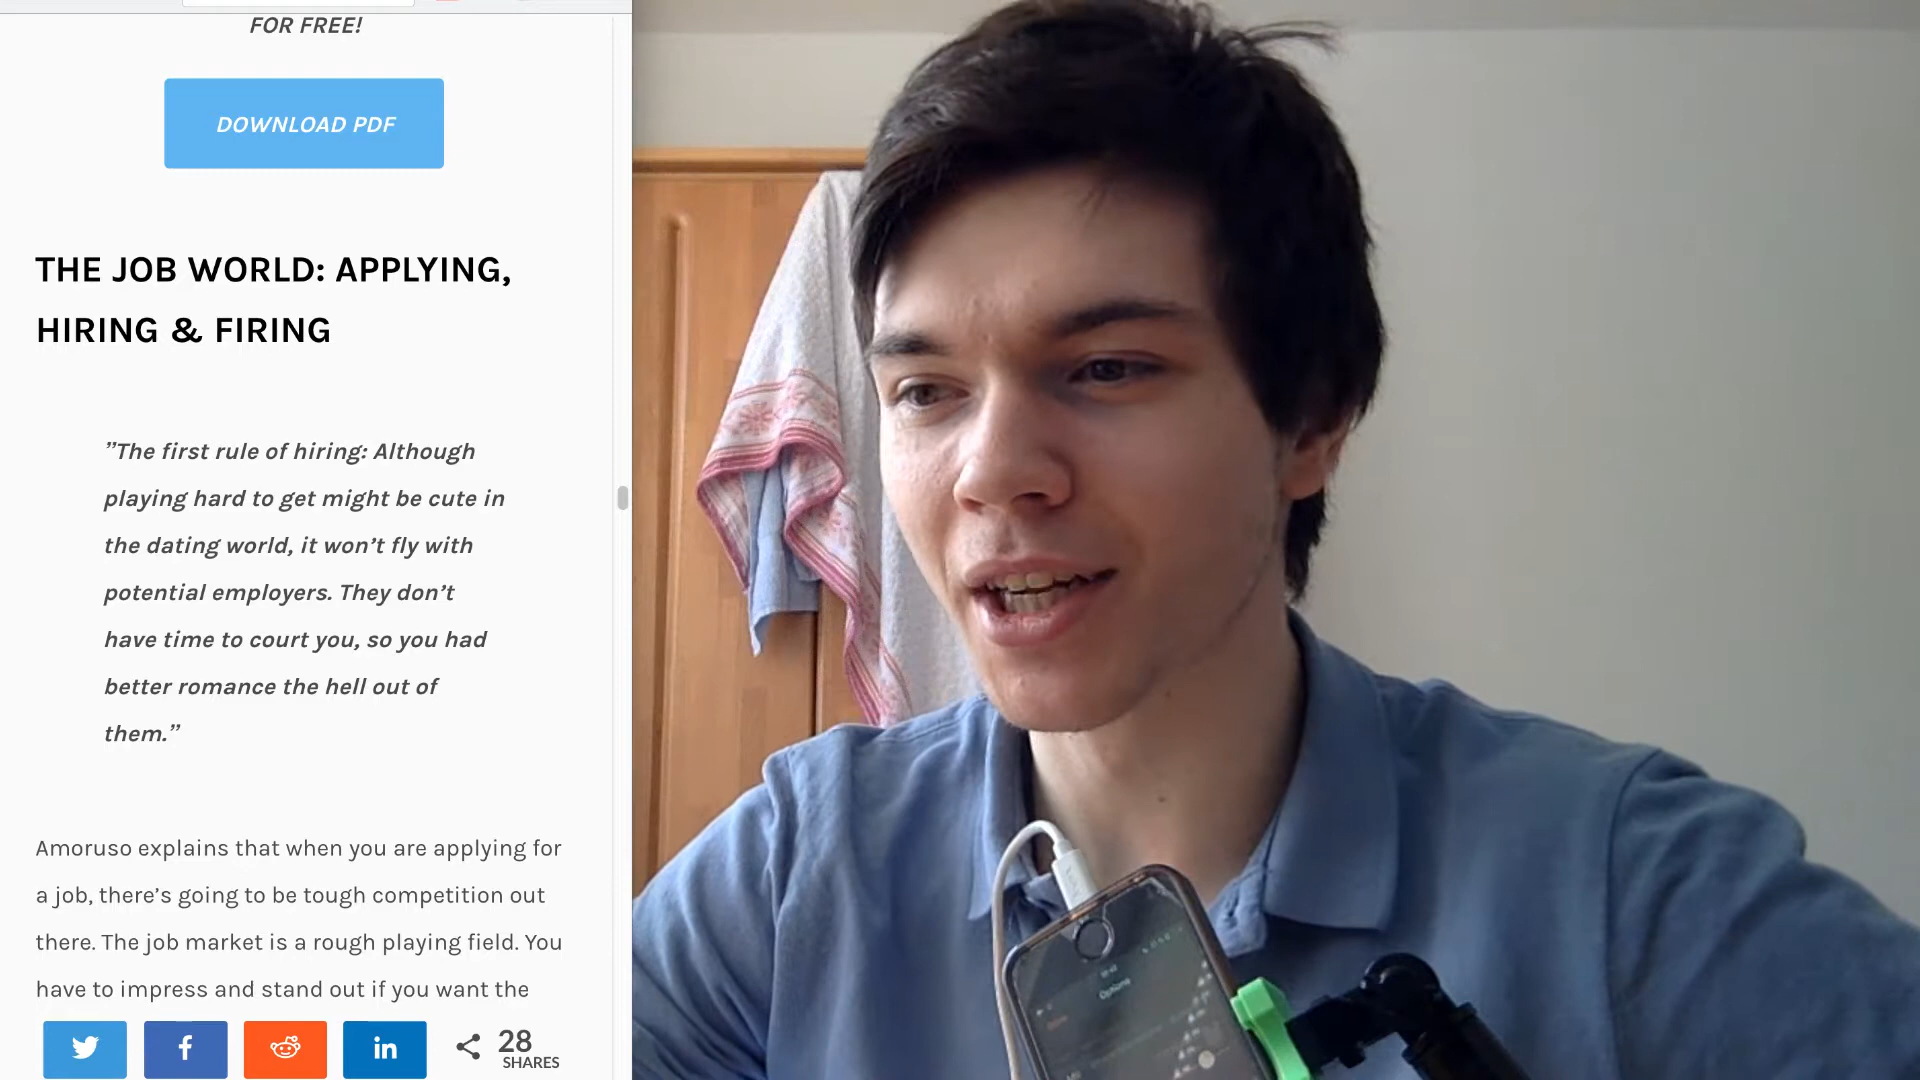 FOR FREE!
DOWNLOAD PDF
THE JOB WORLD: APPLYING,
HIRING & FIRING
”The first rule of hiring: Although
playing hard to get might be cute in
the dating world, it won’t fly with
potential employers. They don’t
have time to court you, so you had
better romance the hell out of
them.”
Amoruso explains that when you are applying for
a job, there’s going to be tough competition out
there. The job market is a rough playing field. You
have to impress and stand out if you want the
28
SHARES
Options